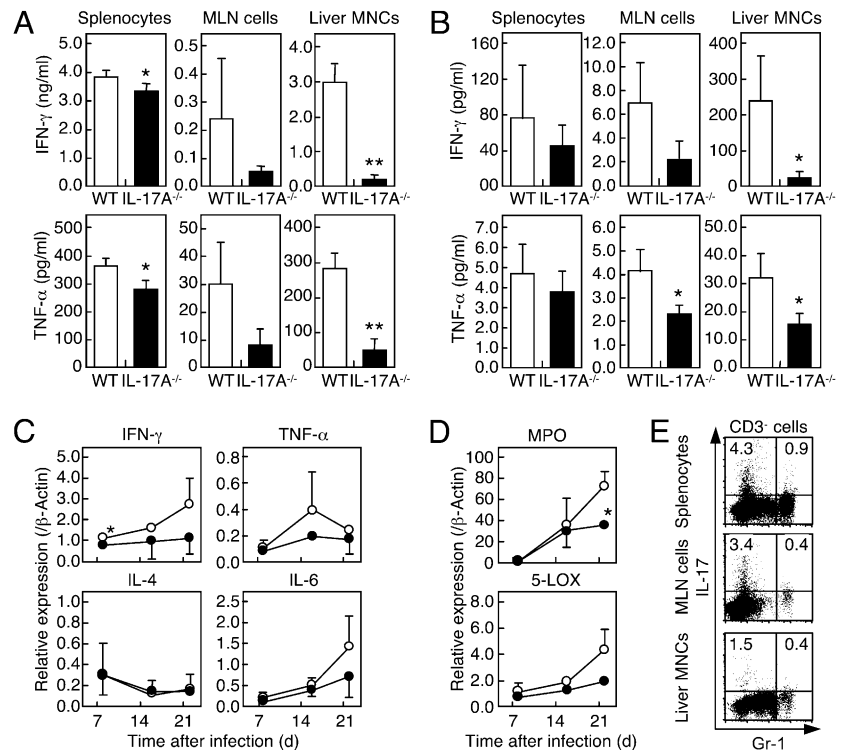 A
Splenocytes MLN cells Liver MNCs
IFN-γ (ng/ml)
5.0 4.0 3.0 2.0 1.0 0.0
0.6 0.5 0.4 0.3 0.2 0.1 0.0
5.0 4.0 3.0 2.0 1.0 0.0
* **
WT IL-17A-/- WT IL-17A-/- WT IL-17A-/-
TNF-α (pg/ml)
500 400 300 200 100 0
50 40 30 20 10 0
500 400 300 200 100 0
* **
WT IL-17A-/- WT IL-17A-/- WT IL-17A-/-
B
Splenocytes MLN cells Liver MNCs
IFN-γ (pg/ml)
160 120 80 40 00
12.0 10.0 8.0 6.0 4.0 2.0 0.0
400 300 200 100 0
*
WT IL-17A-/- WT IL-17A-/- WT IL-17A-/-
TNF-α (pg/ml)
7.0 6.0 5.0 4.0 3.0 2.0 1.0 0.0
6.0 4.0 2.0 0.0
50.0 40.0 30.0 20.0 10.0 0.0
* *
WT IL-17A-/- WT IL-17A-/- WT IL-17A-/-
C
IFN-γ TNF-α
Relative expression (/β-Actin)
5.0 4.0 3.0 2.0 1.0 0.0
0.8 0.6 0.4 0.2 0.0
*
IL-4 IL-6
1.0 0.8 0.6 0.4 0.2 0.0
2.5 2.0 1.5 1.0 0.5 0.0
7 14 21 7 14 21
Time after infection (d)
D
MPO
Relative expression (/β-Actin)
100 80 60 40 20 0
*
5-LOX
8.0 6.0 4.0 2.0 0.0
7 14 21
Time after infection (d)
E
CD3- cells
Splenocytes
4.3 0.9
MLN cells
3.4 0.4
Liver MNCs
1.5 0.4
IL-17
Gr-1